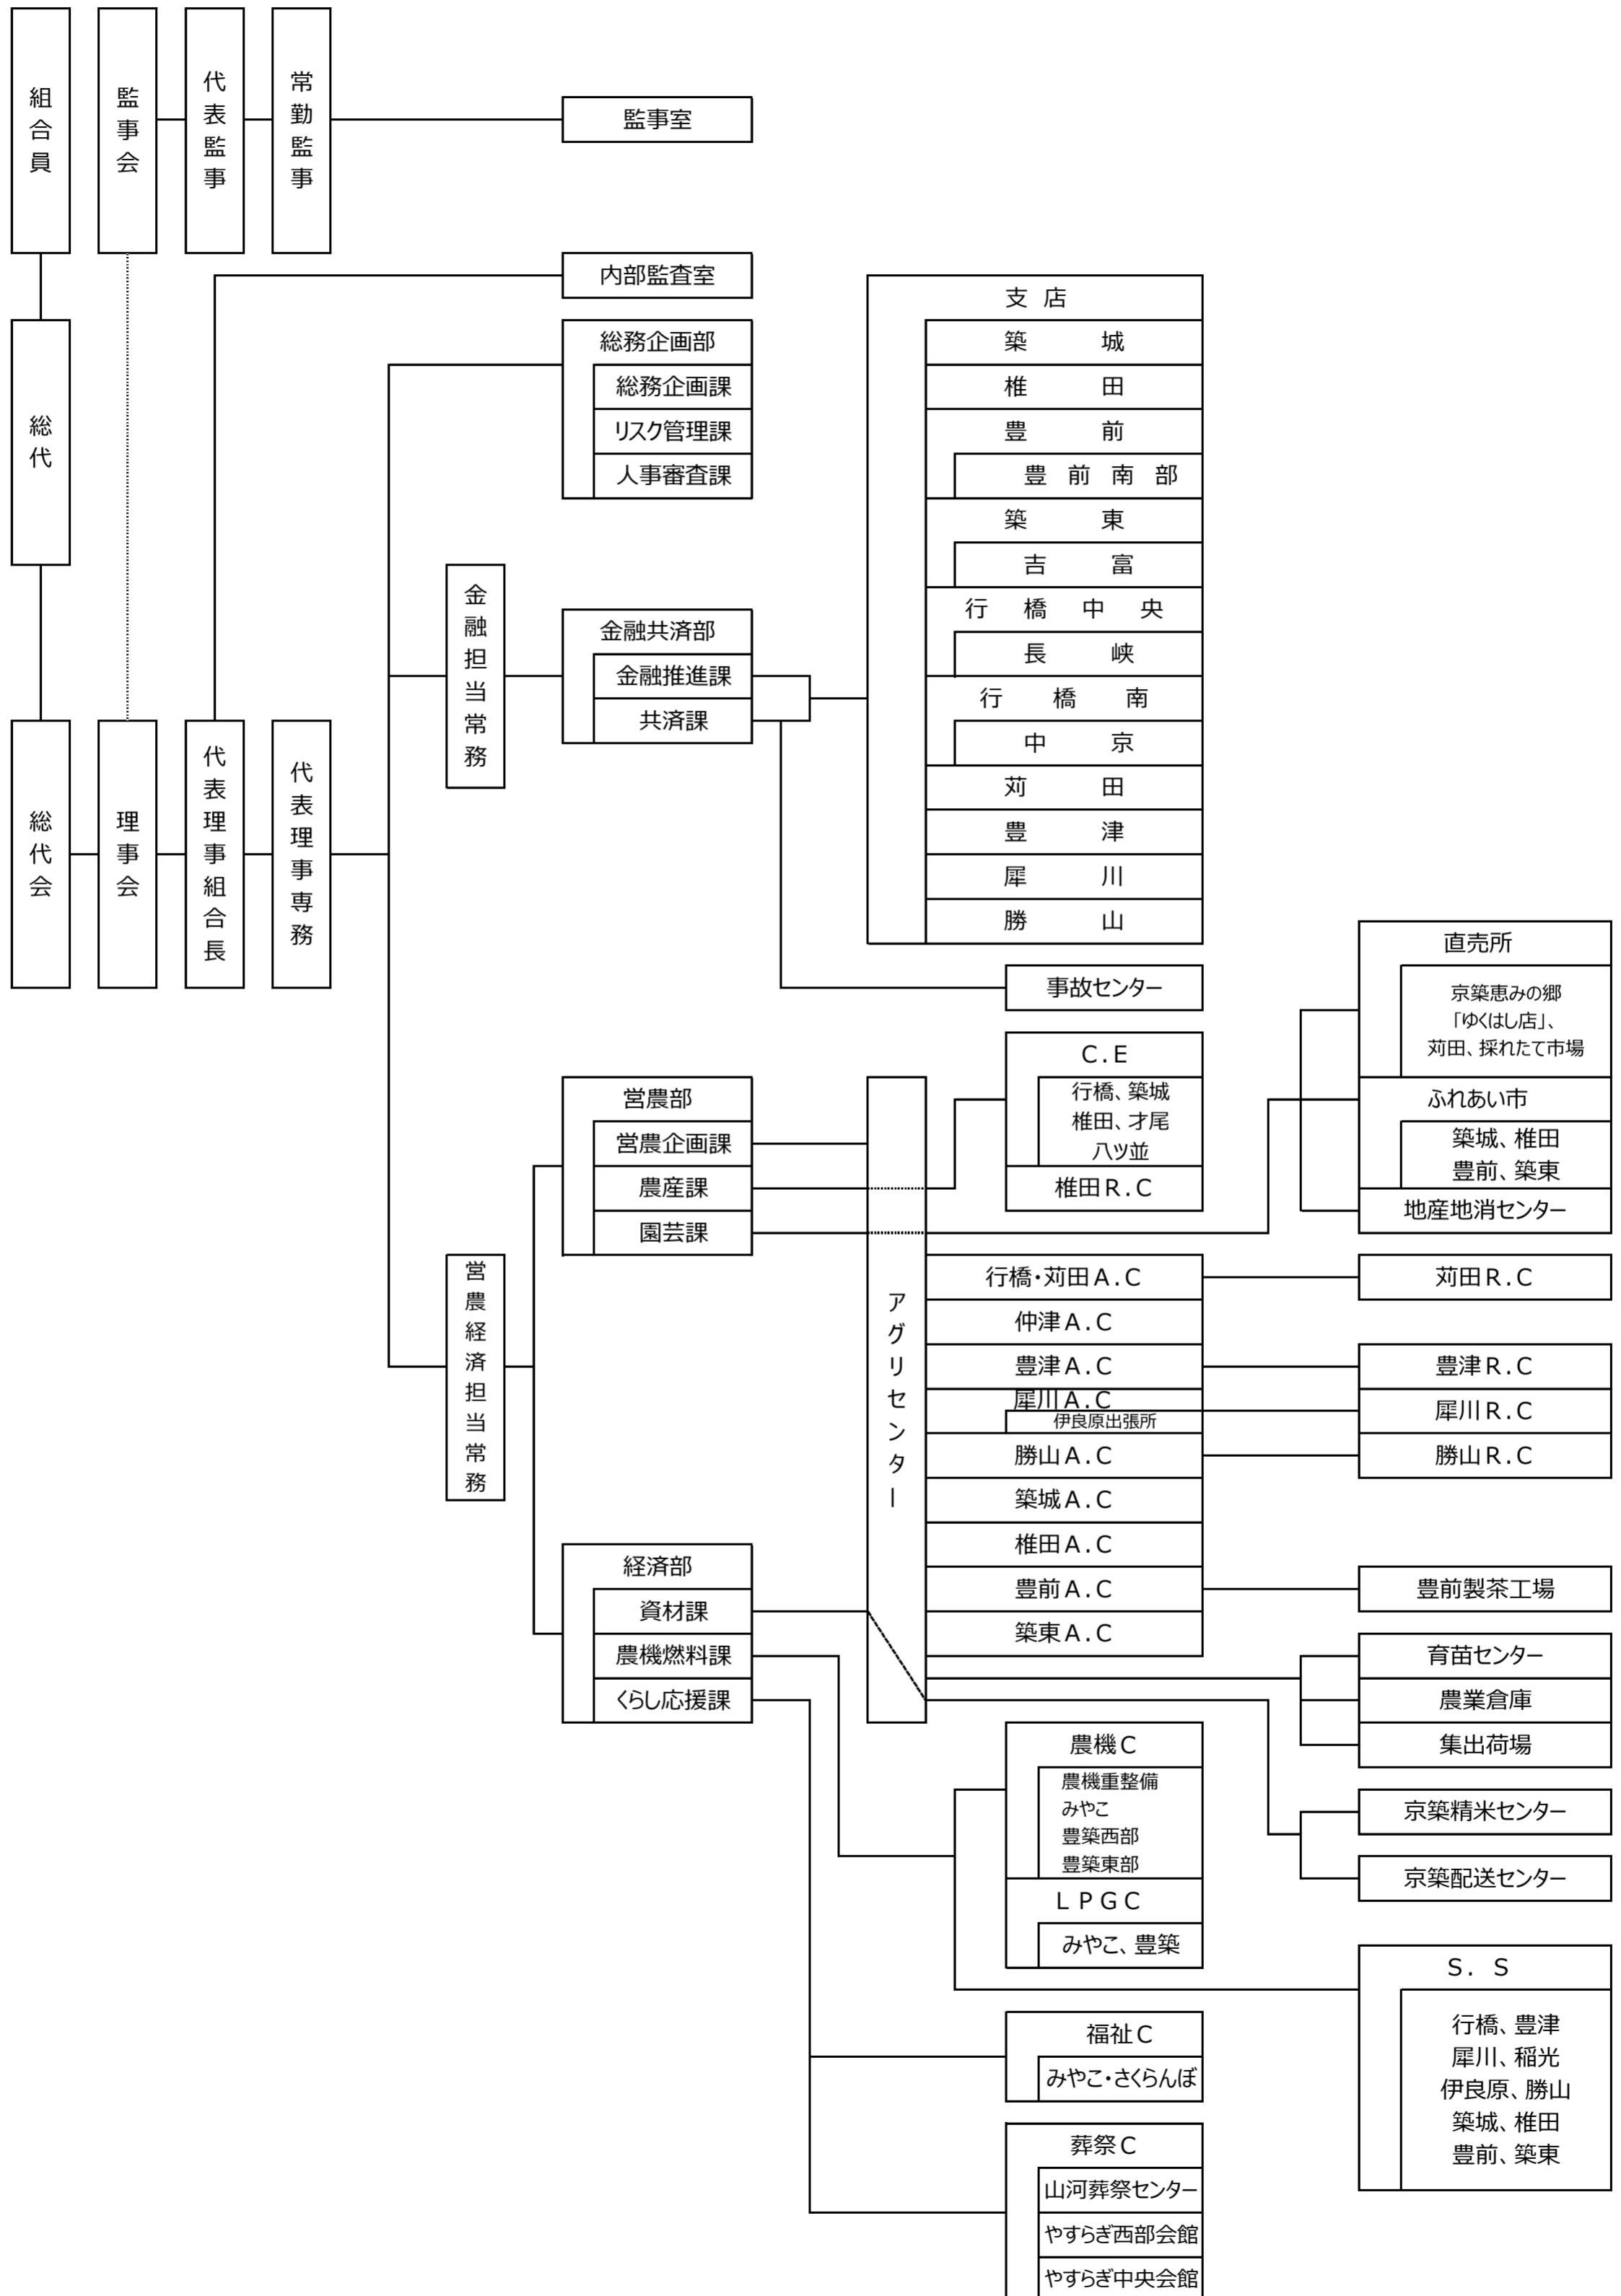 組合員
監事会
代表監事
常勤監事
監事室
内部監査室
総代
総務企画部
総務企画課
リスク管理課
人事審査課
総代会
理事会
代表理事組合長
代表理事専務
金融担当常務
金融共済部
金融推進課
共済課
支 店
築 城
椎 田
豊 前
豊 前 南 部
築 東
吉 富
行 橋 中 央
長 峡
行 橋 南
中 京
苅 田
豊 津
犀 川
勝 山
事故センター
営農経済担当常務
営農部
営農企画課
農産課
園芸課
経済部
資材課
農機燃料課
くらし応援課
アグリセンター
C.E
行橋、築城
椎田、才尾
八ツ並
椎田R.C
直売所
京築恵みの郷
「ゆくはし店」、
苅田、採れたて市場
ふれあい市
築城、椎田
豊前、築東
地産地消センター
行橋・苅田A.C
仲津A.C
豊津A.C
犀川A.C
伊良原出張所
勝山A.C
築城A.C
椎田A.C
豊前A.C
築東A.C
苅田R.C
豊津R.C
犀川R.C
勝山R.C
豊前製茶工場
育苗センター
農業倉庫
集出荷場
京築精米センター
京築配送センター
農機C
農機重整備
みやこ
豊築西部
豊築東部
LPGC
みやこ、豊築
S. S
行橋、豊津
犀川、稲光
伊良原、勝山
築城、椎田
豊前、築東
福祉C
みやこ・さくらんぼ
葬祭C
山河葬祭センター
やすらぎ西部会館
やすらぎ中央会館